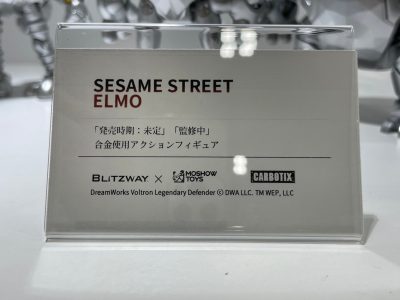 SESAME STREET
ELMO
「発売時期：未定」「監修中」
合金使用アクションフィギュア
BLITZWAY × MOSHOW TOYS CARBOTIX
DreamWorks Voltron Legendary Defender © DWA LLC. TM WEP, LLC